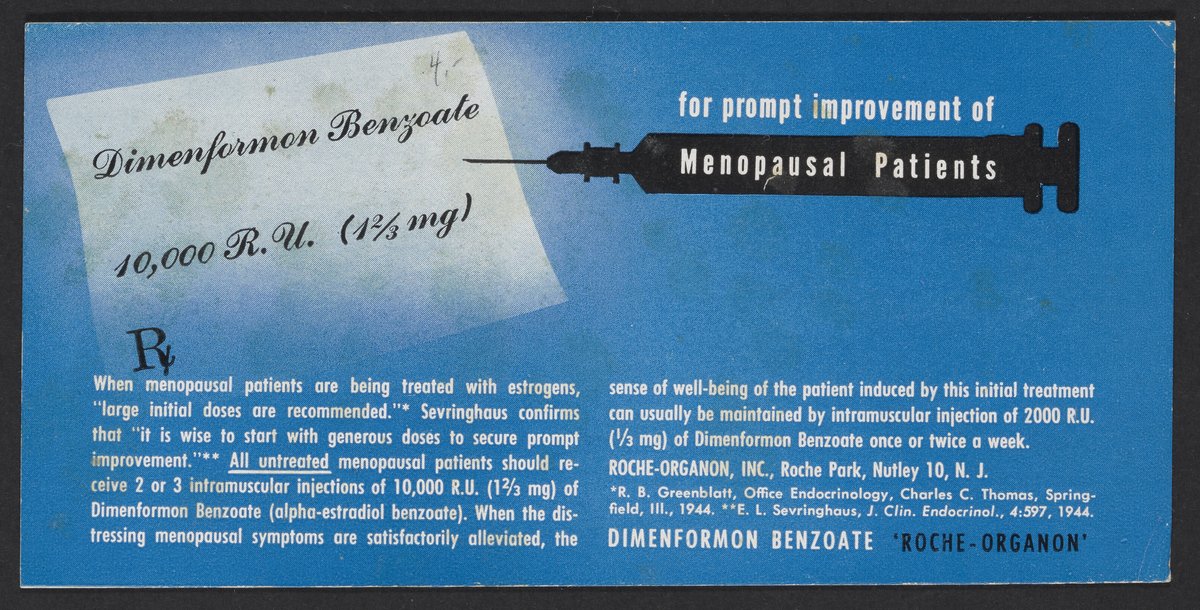 4,-
Dimenformon Benzoate
10,000 R.U. (1⅔ mg)
for prompt improvement of
Menopausal Patients
℞
When menopausal patients are being treated with estrogens,
"large initial doses are recommended."* Sevringhaus confirms
that "it is wise to start with generous doses to secure prompt
improvement."** All untreated menopausal patients should re-
ceive 2 or 3 intramuscular injections of 10,000 R.U. (1⅔ mg) of
Dimenformon Benzoate (alpha-estradiol benzoate). When the dis-
tressing menopausal symptoms are satisfactorily alleviated, the
sense of well-being of the patient induced by this initial treatment
can usually be maintained by intramuscular injection of 2000 R.U.
(⅓ mg) of Dimenformon Benzoate once or twice a week.
ROCHE-ORGANON, INC., Roche Park, Nutley 10, N. J.
*R. B. Greenblatt, Office Endocrinology, Charles C. Thomas, Spring-
field, Ill., 1944. **E. L. Sevringhaus, J. Clin. Endocrinol., 4:597, 1944.
DIMENFORMON BENZOATE 'ROCHE-ORGANON'